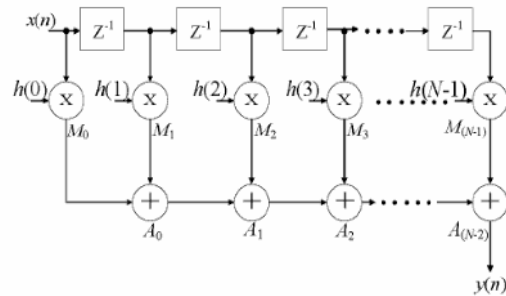 x(n) Z⁻¹ Z⁻¹ Z⁻¹ Z⁻¹
h(0) X h(1) X h(2) X h(3) X h(N-1) X
M₀ M₁ M₂ M₃ M₍N-1₎
+ + + +
A₀ A₁ A₂ A₍N-2₎
y(n)